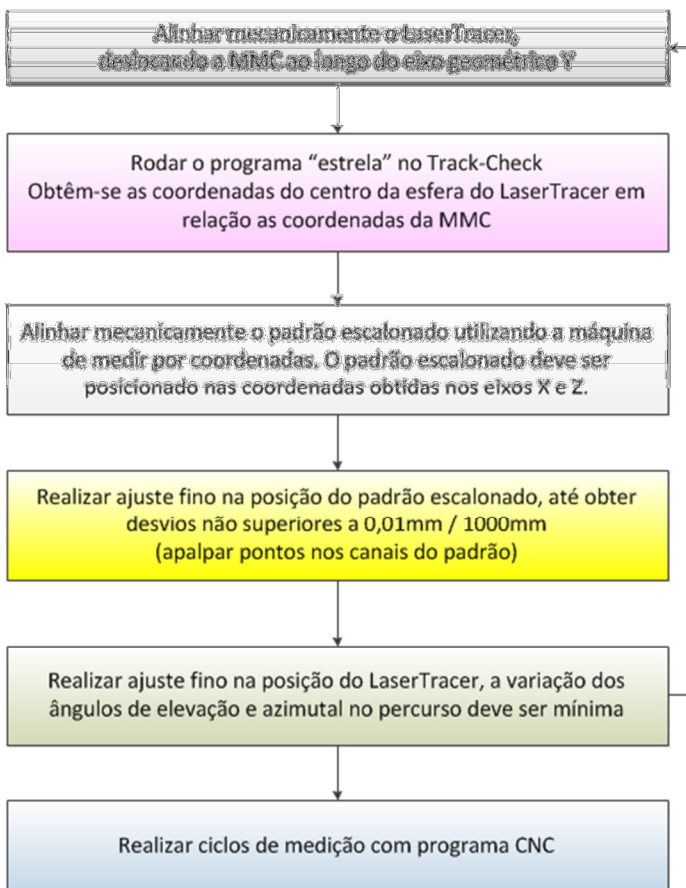 Alinhar mecanicamente o LaserTracer,
deslocando a MMC ao longo do eixo geométrico Y
Rodar o programa “estrela” no Track-Check
Obtêm-se as coordenadas do centro da esfera do LaserTracer em
relação as coordenadas da MMC
Alinhar mecanicamente o padrão escalonado utilizando a máquina
de medir por coordenadas. O padrão escalonado deve ser
posicionado nas coordenadas obtidas nos eixos X e Z.
Realizar ajuste fino na posição do padrão escalonado, até obter
desvios não superiores a 0,01mm / 1000mm
(apalpar pontos nos canais do padrão)
Realizar ajuste fino na posição do LaserTracer, a variação dos
ângulos de elevação e azimutal no percurso deve ser mínima
Realizar ciclos de medição com programa CNC